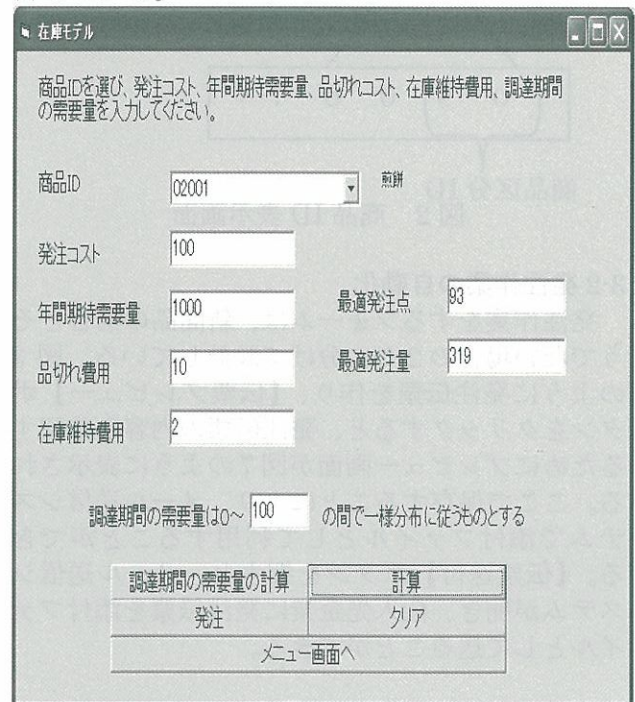 在庫モデル
商品IDを選び、発注コスト、年間期待需要量、品切れコスト、在庫維持費用、調達期間
の需要量を入力してください。
商品ID 02001 煎餅
発注コスト 100
年間期待需要量 1000 最適発注点 93
品切れ費用 10 最適発注量 319
在庫維持費用 2
調達期間の需要量は0～ 100 の間で一様分布に従うものとする
調達期間の需要量の計算 計算
発注 クリア
メニュー画面へ